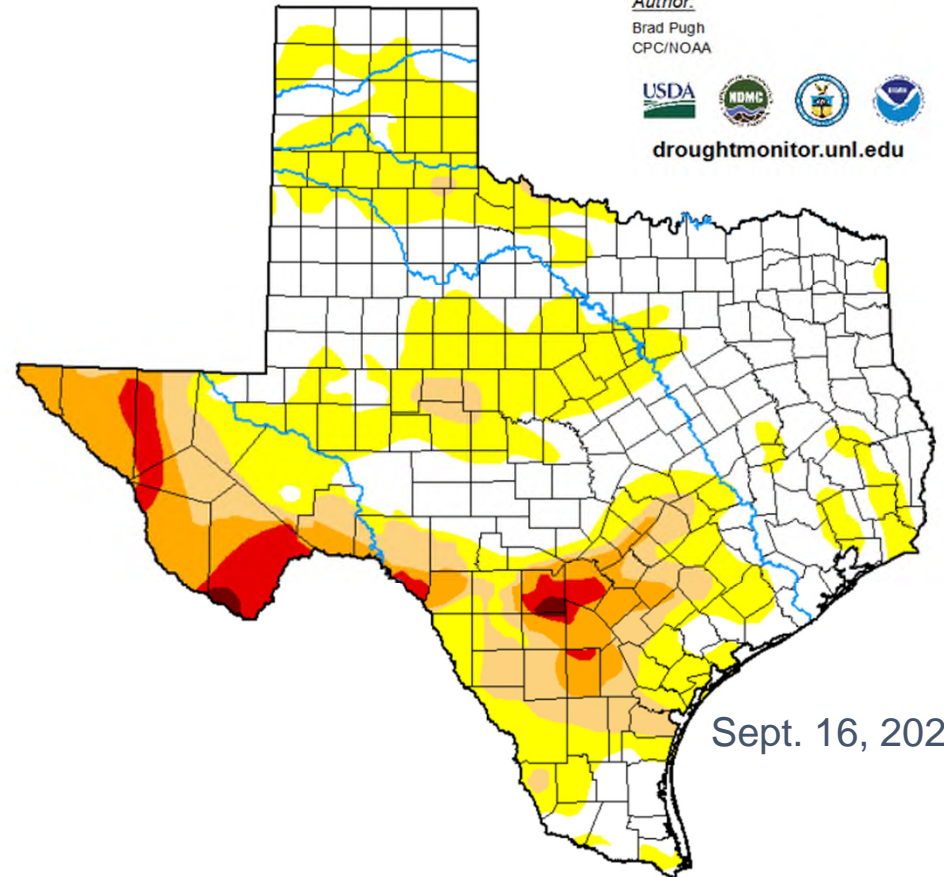 Author:
Brad Pugh
CPC/NOAA
USDA
NDMC
droughtmonitor.unl.edu
Sept. 16, 202